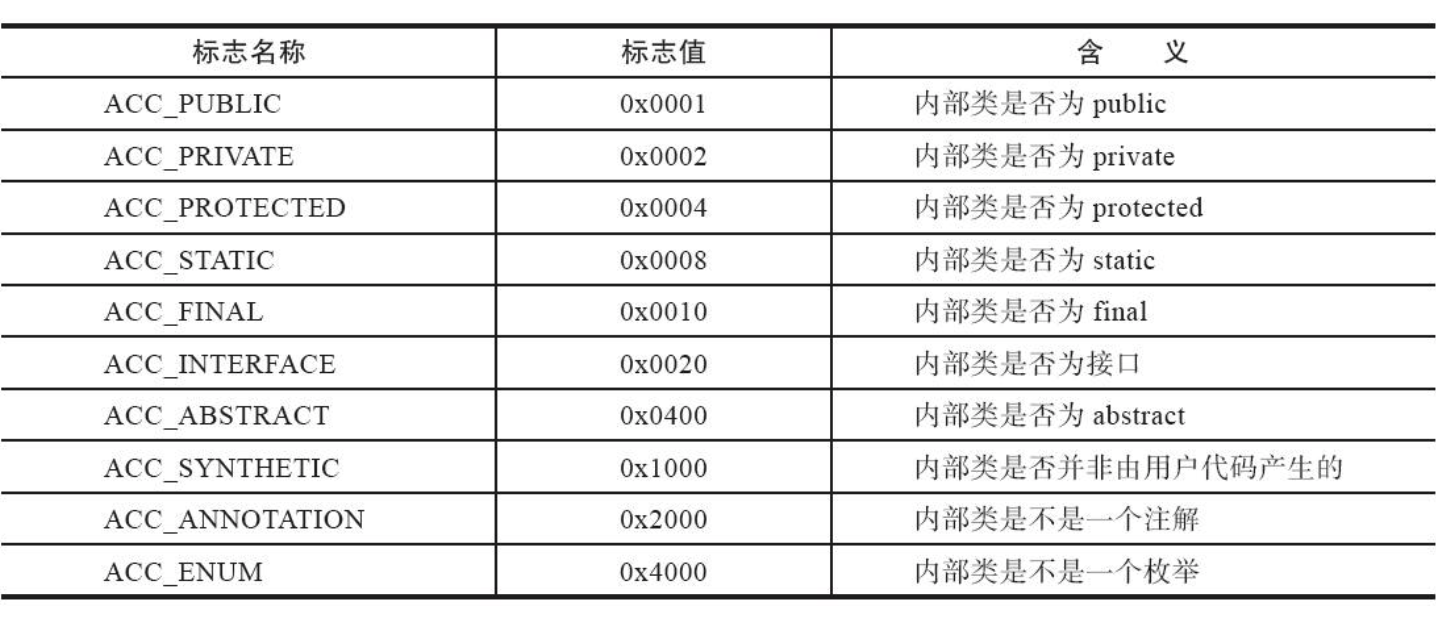 标志名称 标志值 含 义
ACC_PUBLIC 0x0001 内部类是否为 public
ACC_PRIVATE 0x0002 内部类是否为 private
ACC_PROTECTED 0x0004 内部类是否为 protected
ACC_STATIC 0x0008 内部类是否为 static
ACC_FINAL 0x0010 内部类是否为 final
ACC_INTERFACE 0x0020 内部类是否为接口
ACC_ABSTRACT 0x0400 内部类是否为 abstract
ACC_SYNTHETIC 0x1000 内部类是否并非由用户代码产生的
ACC_ANNOTATION 0x2000 内部类是不是一个注解
ACC_ENUM 0x4000 内部类是不是一个枚举